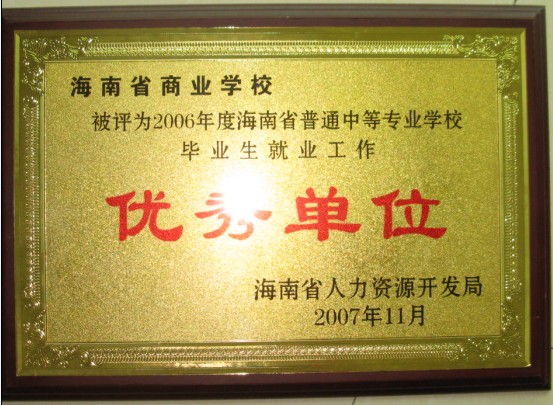 海南省商业学校
被评为2006年度海南省普通中等专业学校
毕业生就业工作
优秀单位
海南省人力资源开发局
2007年11月